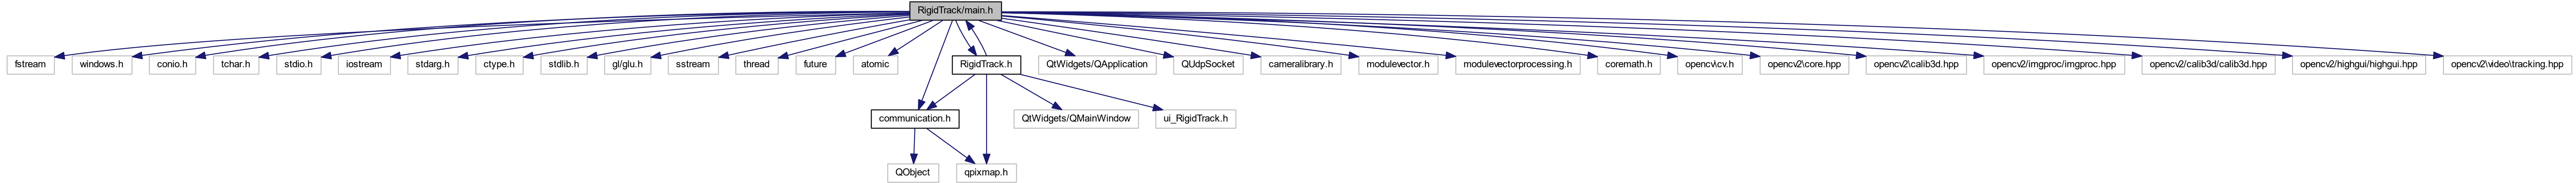 RigidTrack/main.h
fstream
windows.h
conio.h
tchar.h
stdio.h
iostream
stdarg.h
ctype.h
stdlib.h
gl/glu.h
sstream
thread
future
atomic
RigidTrack.h
QtWidgets/QApplication
QUdpSocket
cameralibrary.h
modulevector.h
modulevectorprocessing.h
coremath.h
opencv\cv.h
opencv2\core.hpp
opencv2\calib3d.hpp
opencv2/imgproc/imgproc.hpp
opencv2/calib3d/calib3d.hpp
opencv2/highgui/highgui.hpp
opencv2\video\tracking.hpp
communication.h
QtWidgets/QMainWindow
ui_RigidTrack.h
QObject
qpixmap.h